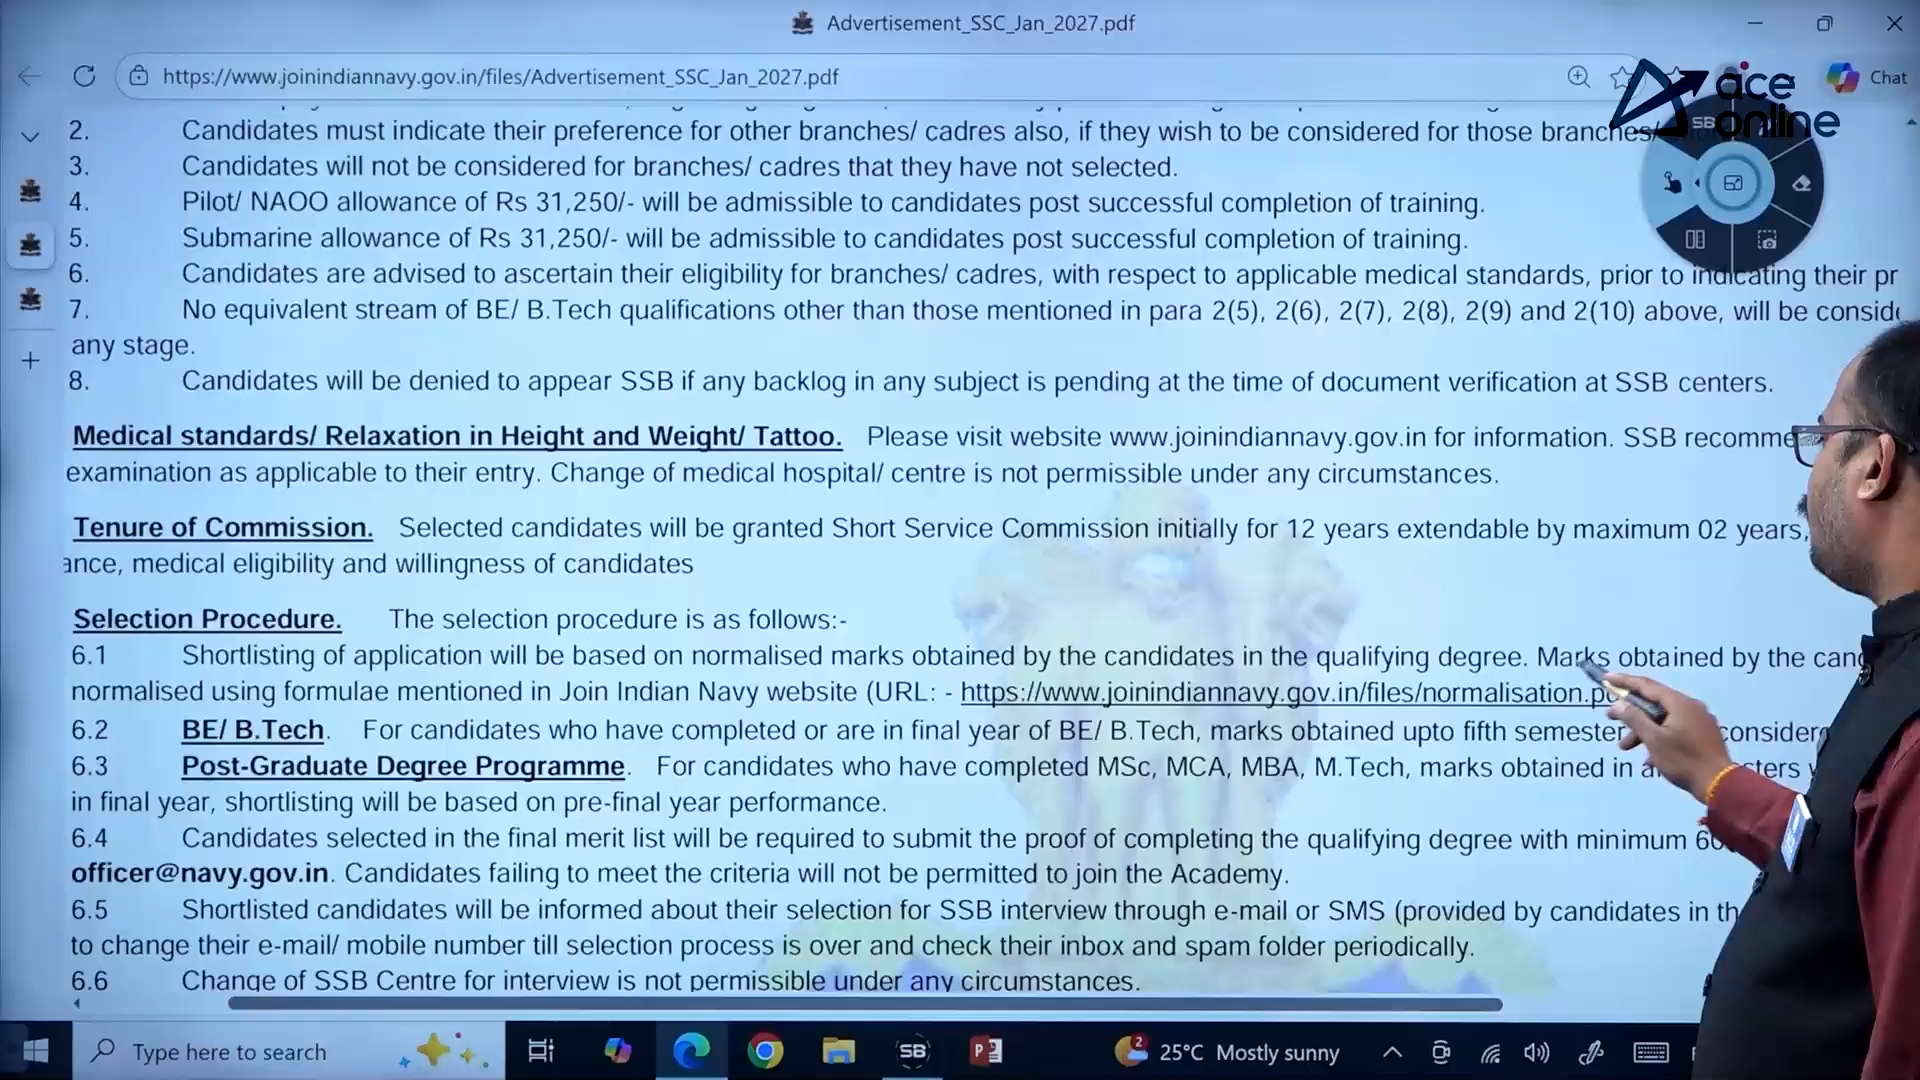 Advertisement_SSC_Jan_2027.pdf
https://www.joinindiannavy.gov.in/files/Advertisement_SSC_Jan_2027.pdf
Chat
ace
online
SB
2. Candidates must indicate their preference for other branches/ cadres also, if they wish to be considered for those branches/
3. Candidates will not be considered for branches/ cadres that they have not selected.
4. Pilot/ NAOO allowance of Rs 31,250/- will be admissible to candidates post successful completion of training.
5. Submarine allowance of Rs 31,250/- will be admissible to candidates post successful completion of training.
6. Candidates are advised to ascertain their eligibility for branches/ cadres, with respect to applicable medical standards, prior to indicating their pr
7. No equivalent stream of BE/ B.Tech qualifications other than those mentioned in para 2(5), 2(6), 2(7), 2(8), 2(9) and 2(10) above, will be consid
any stage.
8. Candidates will be denied to appear SSB if any backlog in any subject is pending at the time of document verification at SSB centers.
Medical standards/ Relaxation in Height and Weight/ Tattoo. Please visit website www.joinindiannavy.gov.in for information. SSB recomme
examination as applicable to their entry. Change of medical hospital/ centre is not permissible under any circumstances.
Tenure of Commission. Selected candidates will be granted Short Service Commission initially for 12 years extendable by maximum 02 years,
ance, medical eligibility and willingness of candidates
Selection Procedure. The selection procedure is as follows:-
6.1 Shortlisting of application will be based on normalised marks obtained by the candidates in the qualifying degree. Marks obtained by the cand
normalised using formulae mentioned in Join Indian Navy website (URL: - https://www.joinindiannavy.gov.in/files/normalisation.p
6.2 BE/ B.Tech. For candidates who have completed or are in final year of BE/ B.Tech, marks obtained upto fifth semester consider
6.3 Post-Graduate Degree Programme. For candidates who have completed MSc, MCA, MBA, M.Tech, marks obtained in
in final year, shortlisting will be based on pre-final year performance.
6.4 Candidates selected in the final merit list will be required to submit the proof of completing the qualifying degree with minimum
officer@navy.gov.in. Candidates failing to meet the criteria will not be permitted to join the Academy.
6.5 Shortlisted candidates will be informed about their selection for SSB interview through e-mail or SMS (provided by candidates in th
to change their e-mail/ mobile number till selection process is over and check their inbox and spam folder periodically.
6.6 Change of SSB Centre for interview is not permissible under any circumstances.
Type here to search
SB
P
2
25°C Mostly sunny